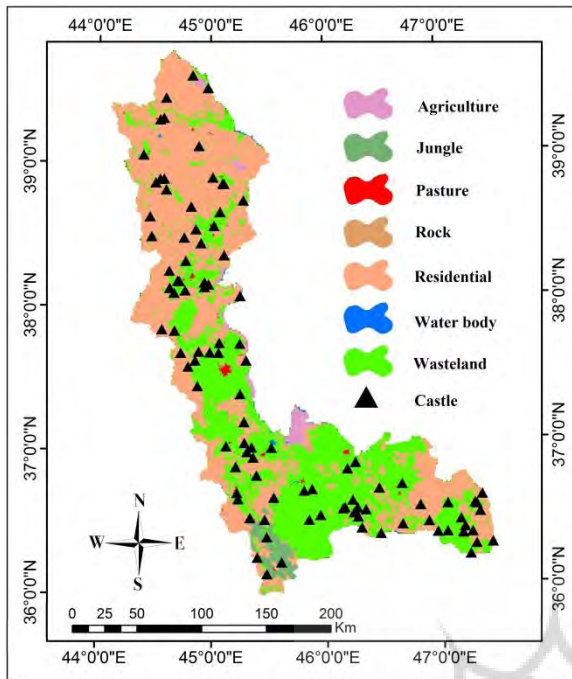 44°0'0"E 45°0'0"E 46°0'0"E 47°0'0"E
39°0'0"N
38°0'0"N
37°0'0"N
36°0'0"N
39°0'0"N
38°0'0"N
37°0'0"N
36°0'0"N
Agriculture
Jungle
Pasture
Rock
Residential
Water body
Wasteland
Castle
N
W E
S
0 25 50 100 150 200
Km
44°0'0"E 45°0'0"E 46°0'0"E 47°0'0"E